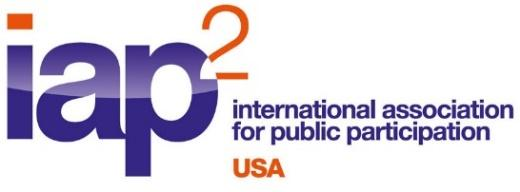 iap2
international association
for public participation
USA